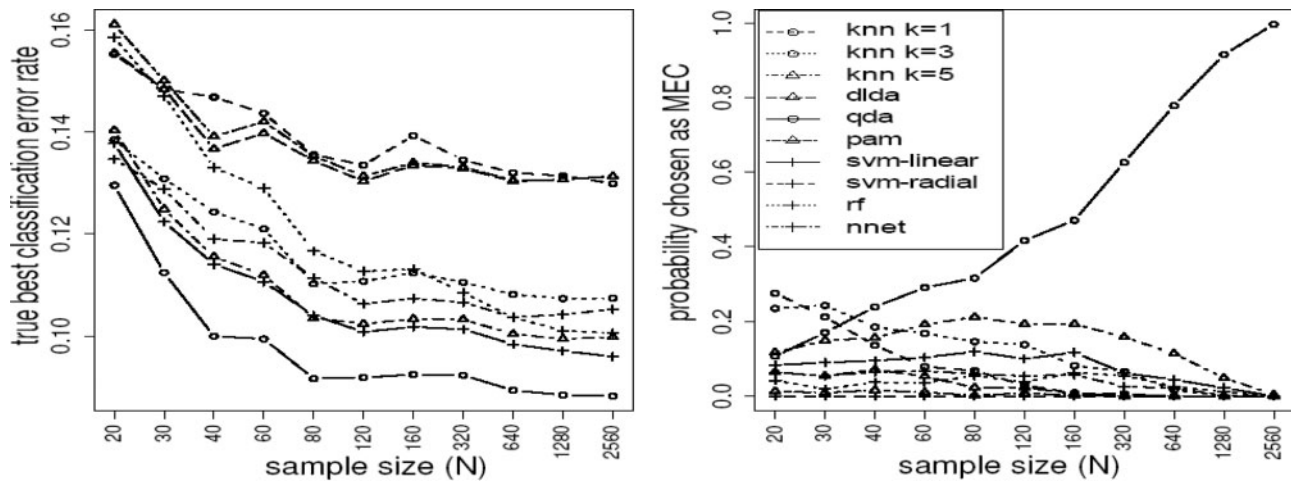 true best classification error rate
0.16
0.14
0.12
0.10
20
30
40
60
80
120
160
320
640
1280
2560
sample size (N)
probability chosen as MEC
1.0
0.8
0.6
0.4
0.2
0.0
knn k=1
knn k=3
knn k=5
dlda
qda
pam
svm-linear
svm-radial
rf
nnet
20
30
40
60
80
120
160
320
640
1280
2560
sample size (N)